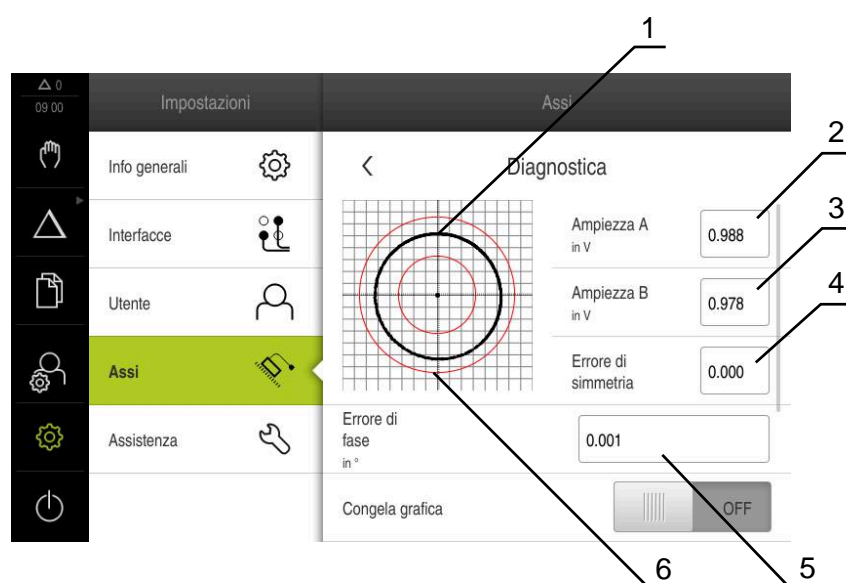 1
△ 0
09 00
Impostazioni
Assi
2
Info generali
Diagnostica
3
Interfacce
Ampiezza A
in V
0.988
4
Utente
Ampiezza B
in V
0.978
Assi
Errore di
simmetria
0.000
Assistenza
Errore di
fase
in °
0.001
Congela grafica
OFF
6
5